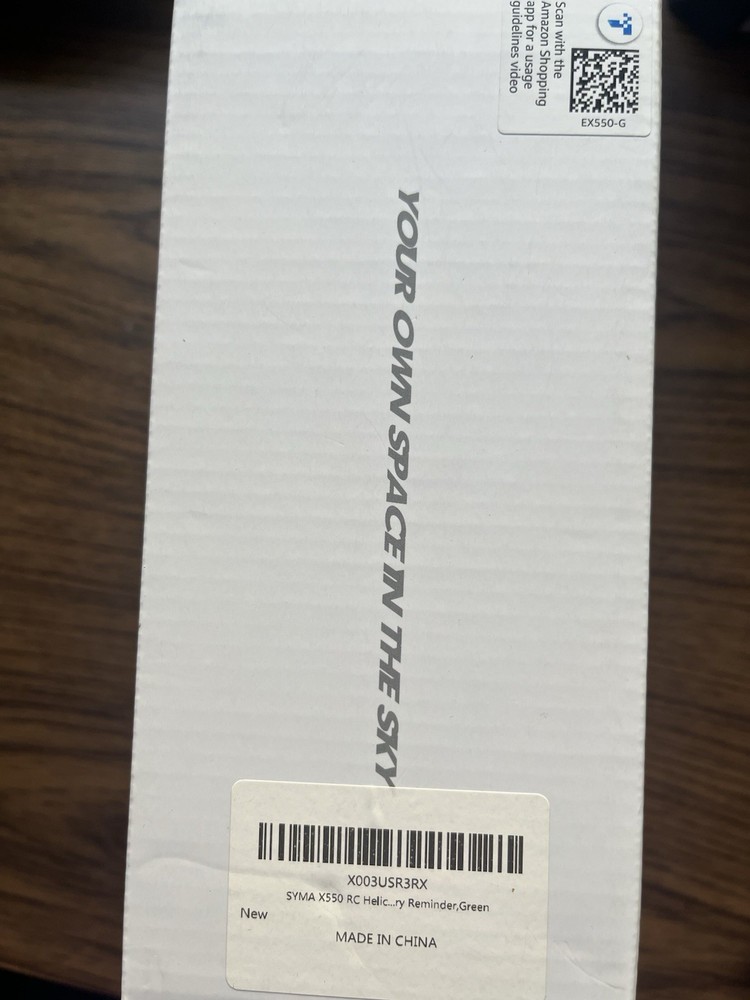 Scan with the
Amazon Shopping
app for a usage
guidelines video
EX550-G
YOUR OWN SPACE IN THE SKY
X003USR3RX
SYMA X550 RC Helic...ry Reminder,Green
New
MADE IN CHINA